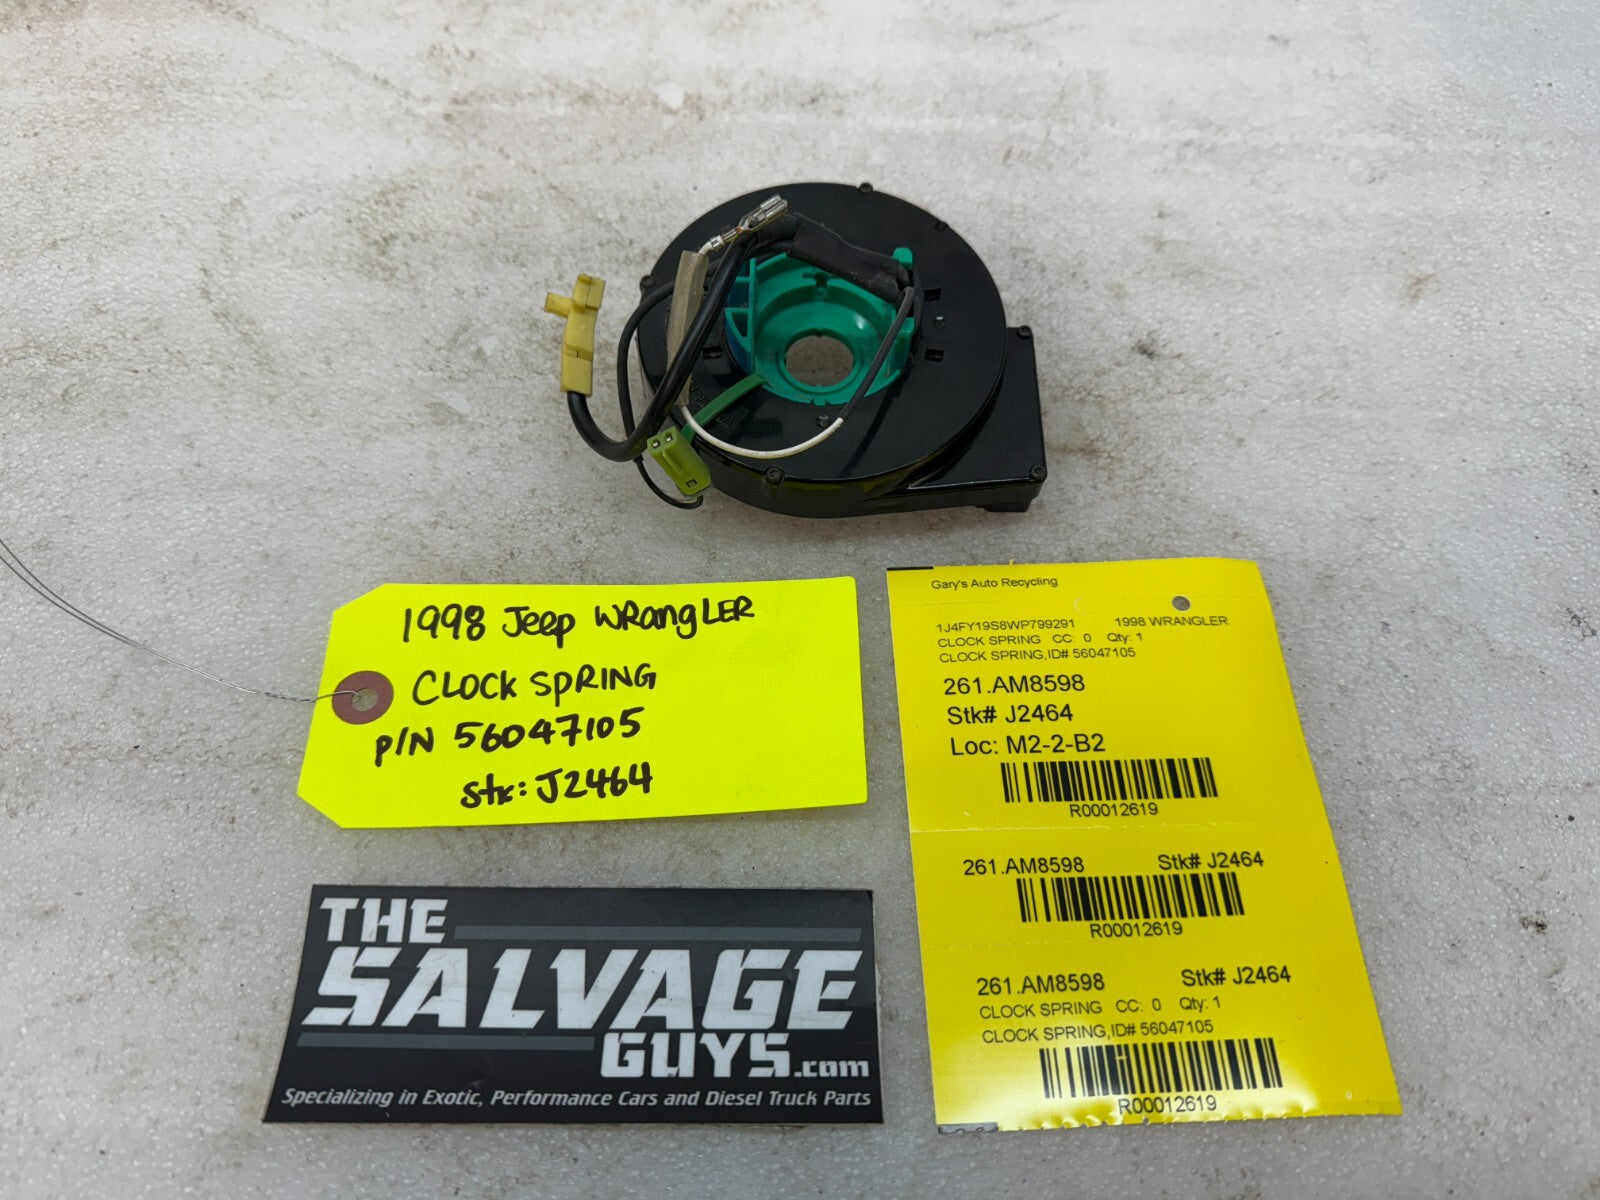 1998 Jeep WRangLER
CLOCK SPRING
P/N 56047105
Stk: J2464
THE
SALVAGE
GUYS.com
Specializing in Exotic, Performance Cars and Diesel Truck Parts
Gary's Auto Recycling
1J4FY19S8WP799291 1998 WRANGLER
CLOCK SPRING CC: 0 Qty: 1
CLOCK SPRING,ID# 56047105
261.AM8598
Stk# J2464
Loc: M2-2-B2
R00012619
261.AM8598 Stk# J2464
R00012619
261.AM8598 Stk# J2464
CLOCK SPRING CC: 0 Qty: 1
CLOCK SPRING,ID# 56047105
R00012619